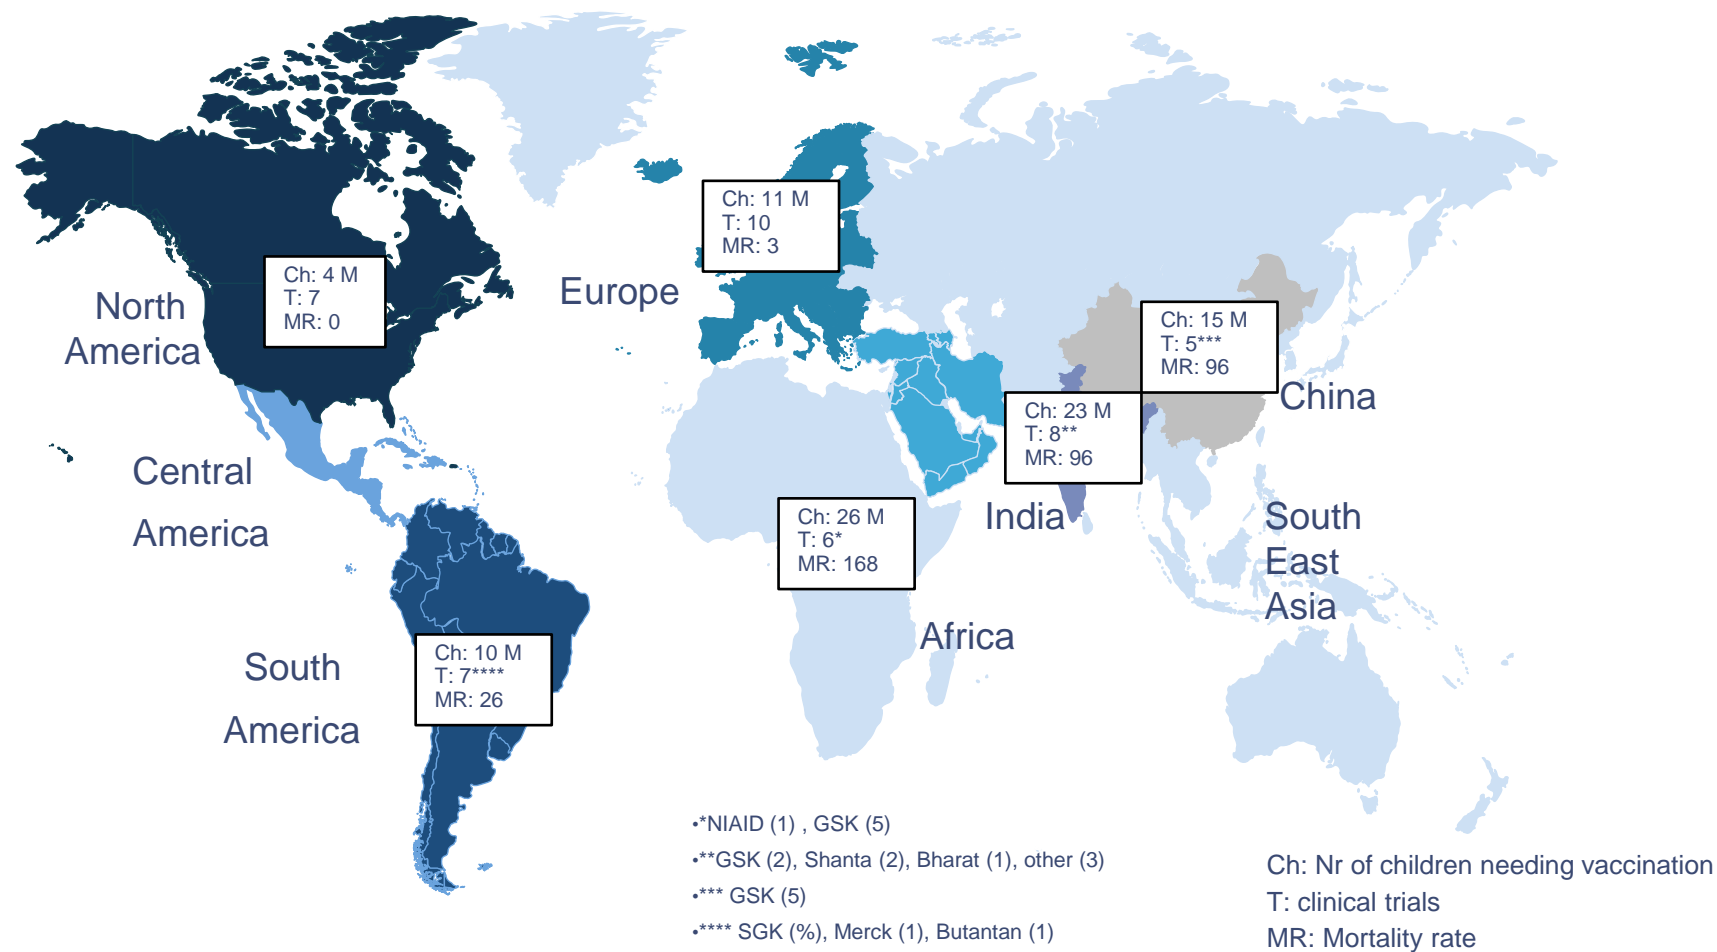 Ch: 11 M
T: 10
MR: 3
Europe
Ch: 4 M
T: 7
MR: 0
North
America
Ch: 15 M
T: 5***
MR: 96
China
Ch: 23 M
T: 8**
MR: 96
India
Central
America
Ch: 26 M
T: 6*
MR: 168
Africa
South
East
Asia
Ch: 10 M
T: 7****
MR: 26
South
America
•*NIAID (1) , GSK (5)
•**GSK (2), Shanta (2), Bharat (1), other (3)
•*** GSK (5)
•**** SGK (%), Merck (1), Butantan (1)
Ch: Nr of children needing vaccination
T: clinical trials
MR: Mortality rate